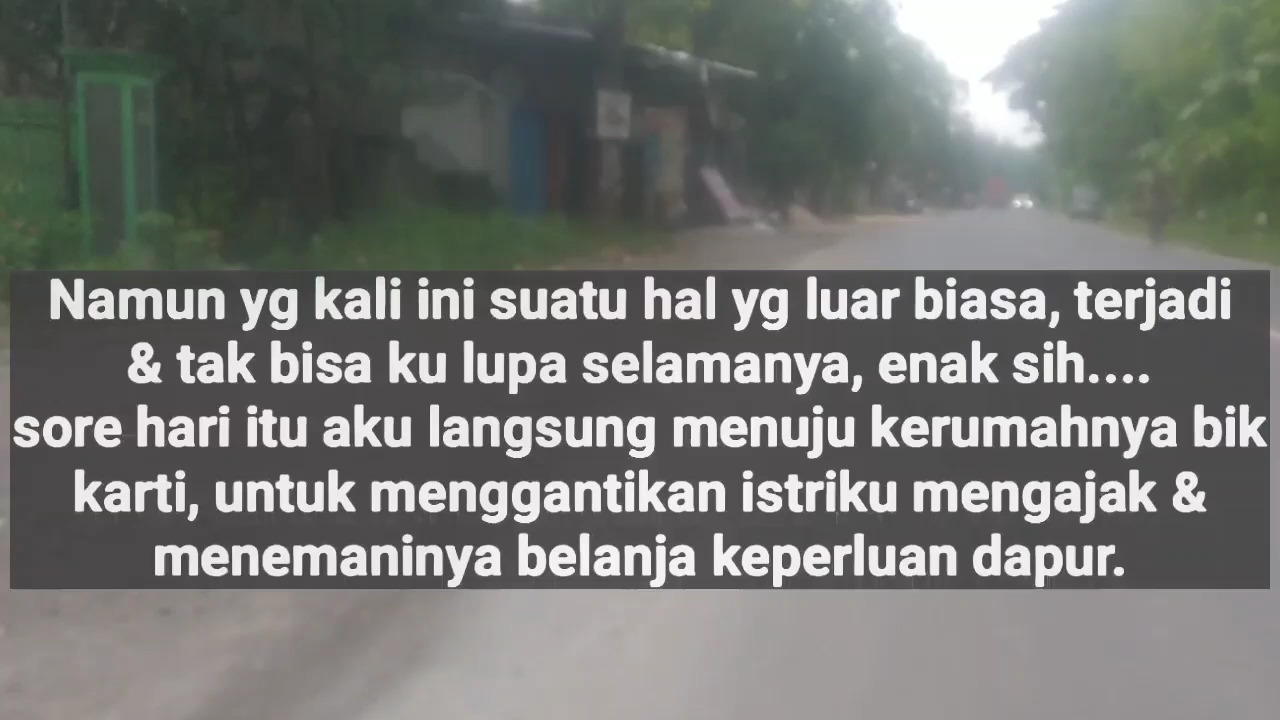 Namun yg kali ini suatu hal yg luar biasa, terjadi
& tak bisa ku lupa selamanya, enak sih....
sore hari itu aku langsung menuju kerumahnya bik
karti, untuk menggantikan istriku mengajak &
menemaninya belanja keperluan dapur.